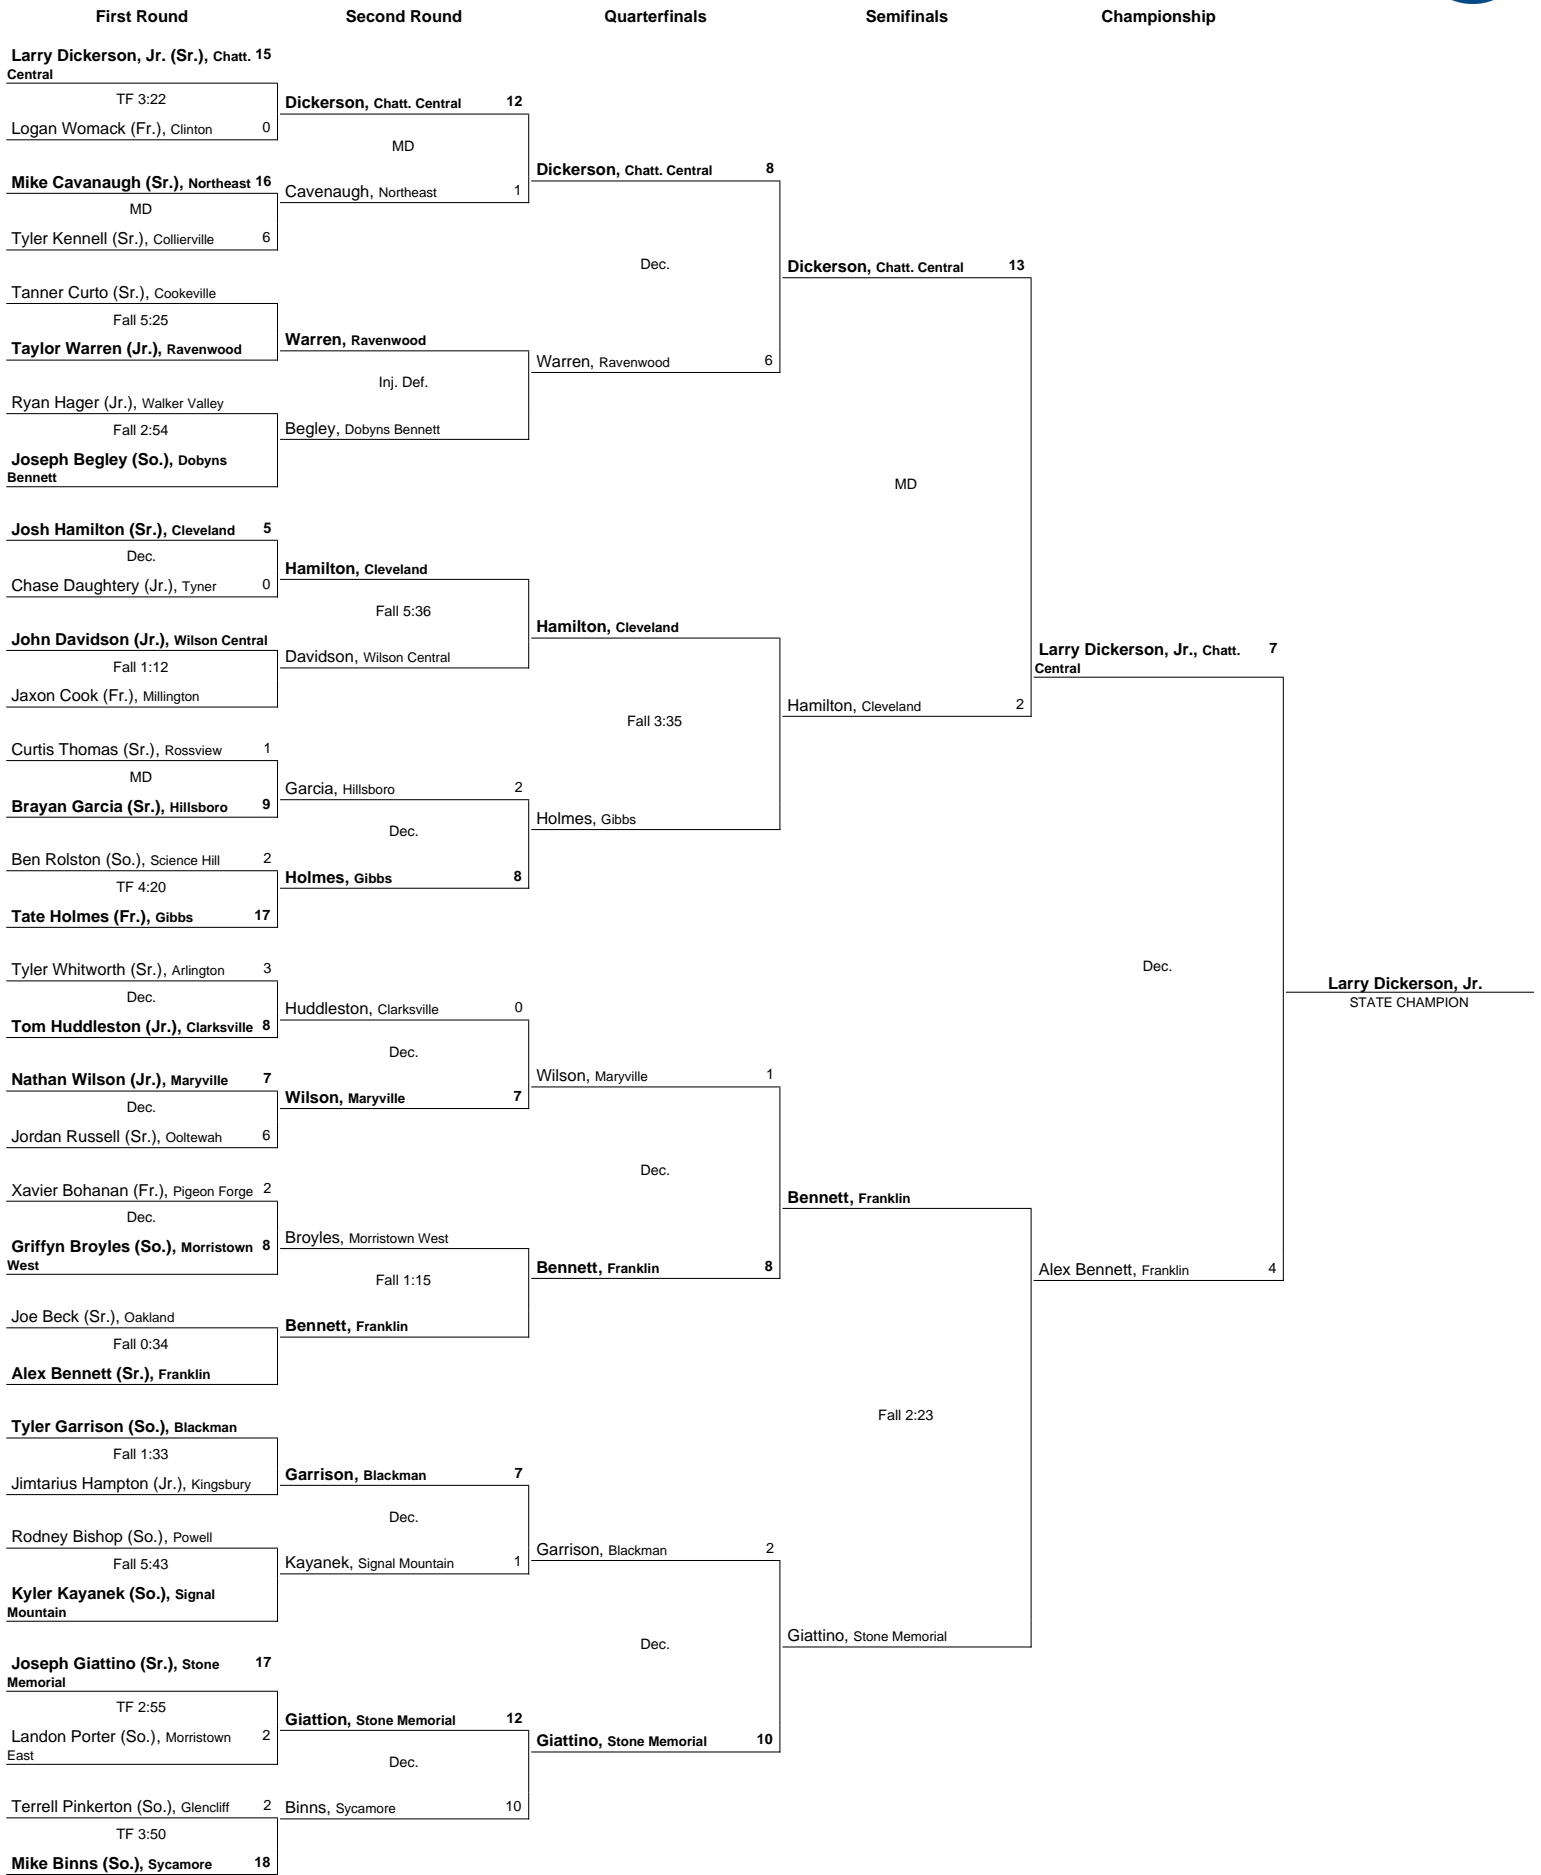 First Round
Second Round
Quarterfinals
Semifinals
Championship
Larry Dickerson, Jr. (Sr.), Chatt. 15
Central
TF 3:22
Logan Womack (Fr.), Clinton 0
Mike Cavanaugh (Sr.), Northeast 16
MD
Tyler Kennell (Sr.), Collierville 6
Tanner Curto (Sr.), Cookeville
Fall 5:25
Taylor Warren (Jr.), Ravenwood
Ryan Hager (Jr.), Walker Valley
Fall 2:54
Joseph Begley (So.), Dobyns
Bennett
Josh Hamilton (Sr.), Cleveland 5
Dec.
Chase Daughtery (Jr.), Tyner 0
John Davidson (Jr.), Wilson Central
Fall 1:12
Jaxon Cook (Fr.), Millington
Curtis Thomas (Sr.), Rossview 1
MD
Brayan Garcia (Sr.), Hillsboro 9
Ben Rolston (So.), Science Hill 2
TF 4:20
Tate Holmes (Fr.), Gibbs 17
Tyler Whitworth (Sr.), Arlington 3
Dec.
Tom Huddleston (Jr.), Clarksville 8
Nathan Wilson (Jr.), Maryville 7
Dec.
Jordan Russell (Sr.), Ooltewah 6
Xavier Bohanan (Fr.), Pigeon Forge 2
Dec.
Griffyn Broyles (So.), Morristown 8
West
Joe Beck (Sr.), Oakland
Fall 0:34
Alex Bennett (Sr.), Franklin
Tyler Garrison (So.), Blackman
Fall 1:33
Jimtarius Hampton (Jr.), Kingsbury
Rodney Bishop (So.), Powell
Fall 5:43
Kyler Kayanek (So.), Signal
Mountain
Joseph Giattino (Sr.), Stone 17
Memorial
TF 2:55
Landon Porter (So.), Morristown 2
East
Terrell Pinkerton (So.), Glencliff 2
TF 3:50
Mike Binns (So.), Sycamore 18
Dickerson, Chatt. Central 12
MD
Cavenaugh, Northeast 1
Warren, Ravenwood
Inj. Def.
Begley, Dobyns Bennett
Hamilton, Cleveland
Fall 5:36
Davidson, Wilson Central
Garcia, Hillsboro 2
Dec.
Holmes, Gibbs 8
Huddleston, Clarksville 0
Dec.
Wilson, Maryville 7
Broyles, Morristown West
Fall 1:15
Bennett, Franklin
Garrison, Blackman 7
Dec.
Kayanek, Signal Mountain 1
Giattion, Stone Memorial 12
Dec.
Binns, Sycamore 10
Dickerson, Chatt. Central 8
Dec.
Warren, Ravenwood 6
Hamilton, Cleveland
Fall 3:35
Holmes, Gibbs
Wilson, Maryville 1
Dec.
Bennett, Franklin 8
Garrison, Blackman 2
Dec.
Giattino, Stone Memorial 10
Dickerson, Chatt. Central 13
MD
Hamilton, Cleveland 2
Bennett, Franklin
Fall 2:23
Giattino, Stone Memorial
Larry Dickerson, Jr., Chatt. 7
Central
Dec.
Alex Bennett, Franklin 4
Larry Dickerson, Jr.
STATE CHAMPION